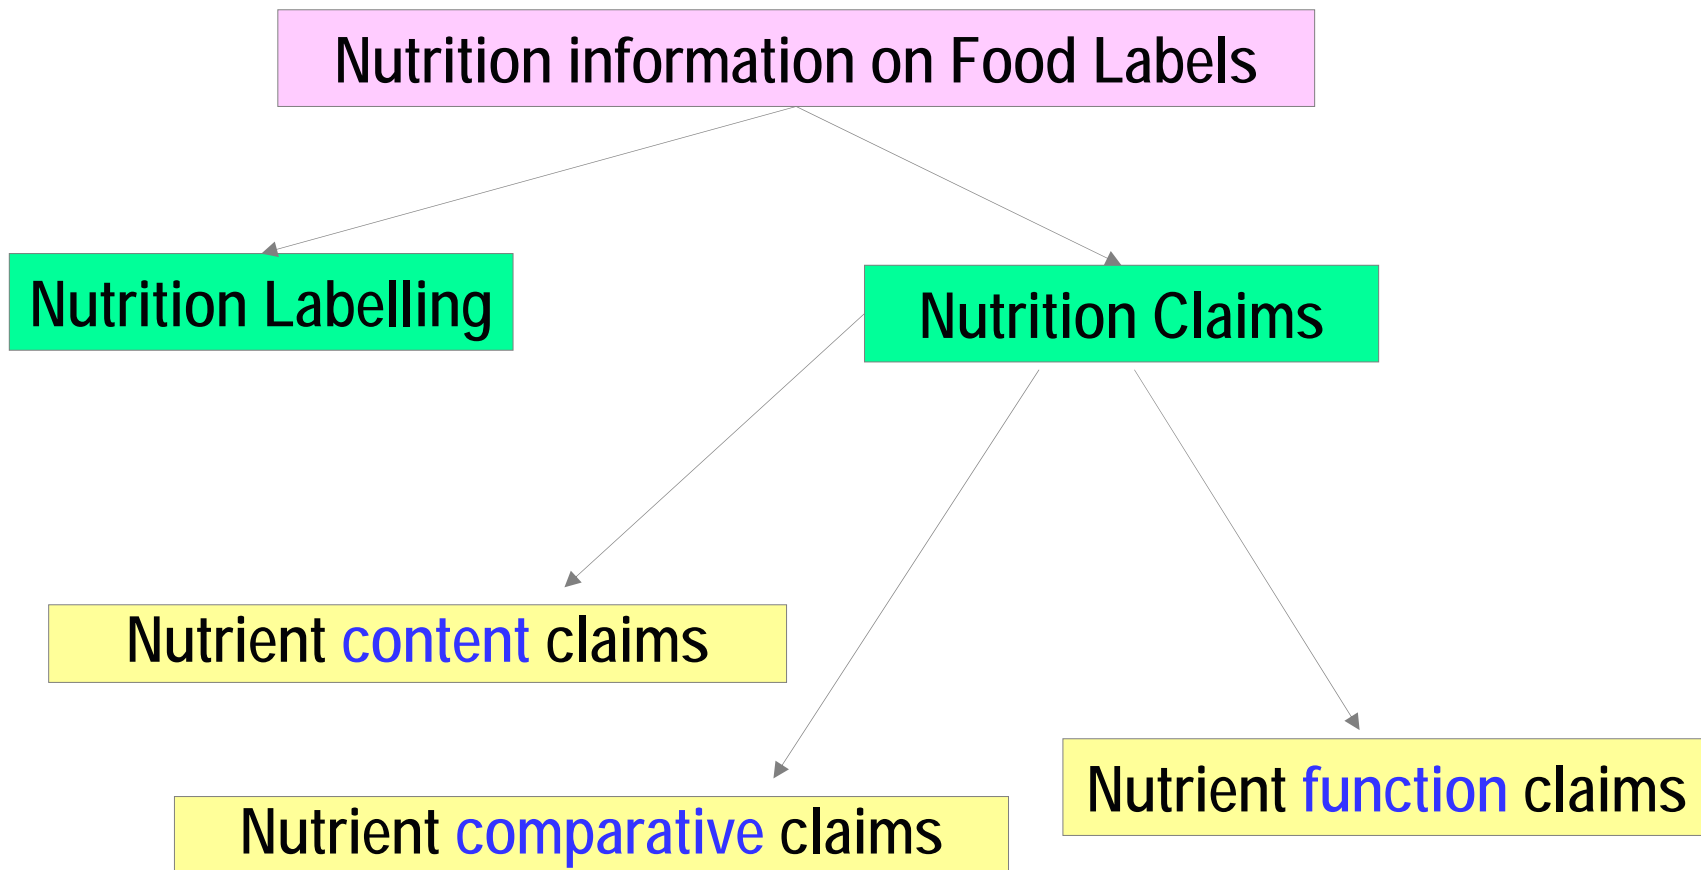 Nutrition information on Food Labels
Nutrition Labelling
Nutrition Claims
Nutrient content claims
Nutrient comparative claims
Nutrient function claims